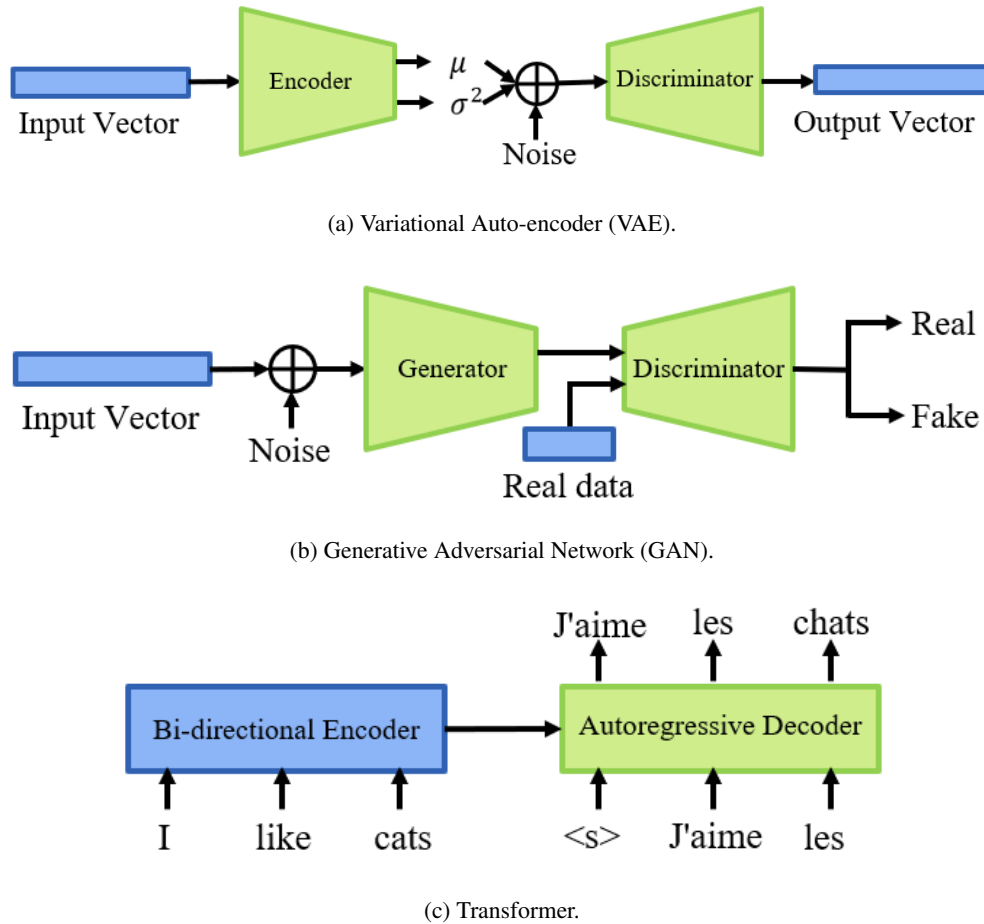 Encoder
μ
σ²
Discriminator
Input Vector
Noise
Output Vector
(a) Variational Auto-encoder (VAE).
Generator
Discriminator
Real
Fake
Input Vector
Noise
Real data
(b) Generative Adversarial Network (GAN).
J'aime les chats
Bi-directional Encoder
Autoregressive Decoder
I like cats
<s> J'aime les
(c) Transformer.